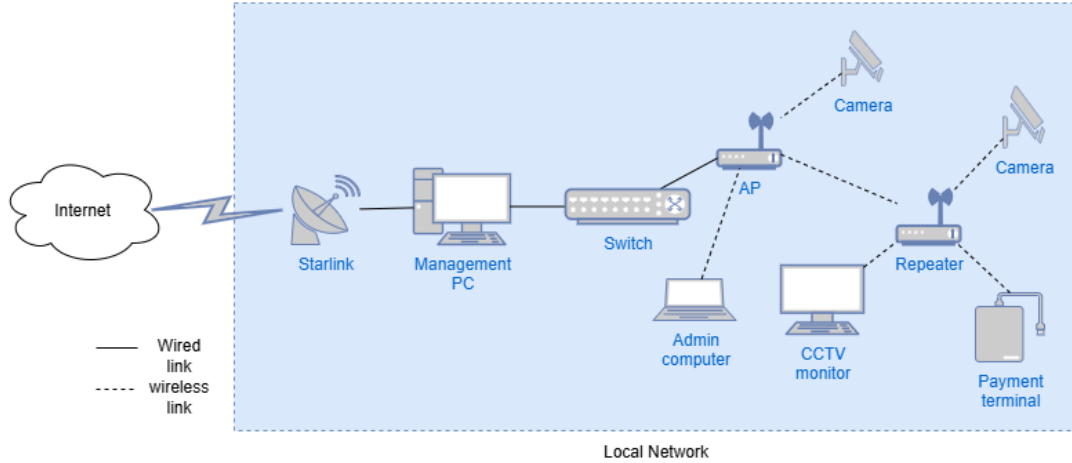 Internet
Starlink
Management
PC
Switch
AP
Camera
Camera
Repeater
Admin
computer
CCTV
monitor
Payment
terminal
Wired
link
wireless
link
Local Network